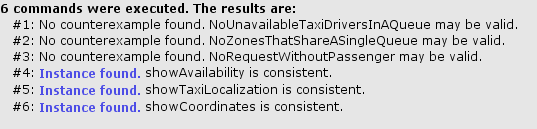 6 commands were executed. The results are:
#1: No counterexample found. NoUnavailableTaxiDriversInAQueue may be valid.
#2: No counterexample found. NoZonesThatShareASingleQueue may be valid.
#3: No counterexample found. NoRequestWithoutPassenger may be valid.
#4: Instance found. showAvailability is consistent.
#5: Instance found. showTaxiLocalization is consistent.
#6: Instance found. showCoordinates is consistent.